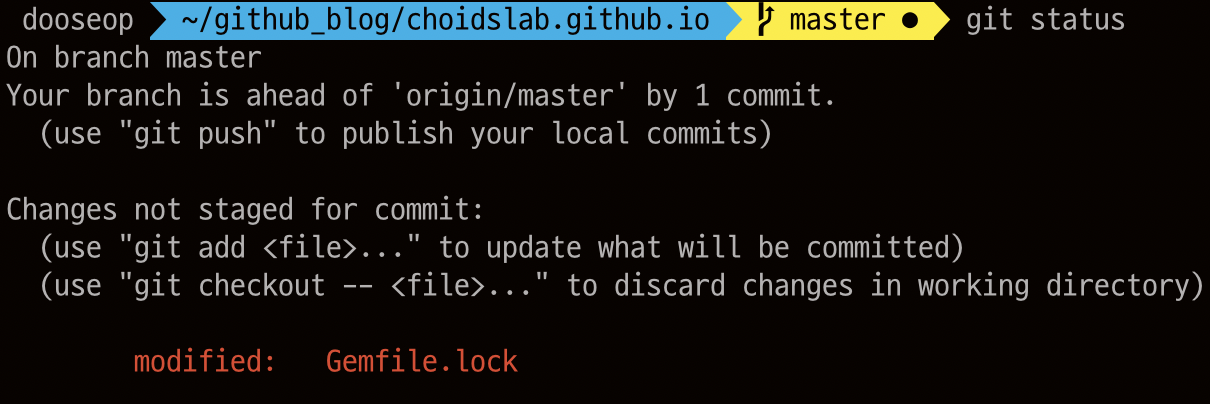 dooseop ~/github_blog/choidslab.github.io master ● git status
On branch master
Your branch is ahead of 'origin/master' by 1 commit.
  (use "git push" to publish your local commits)

Changes not staged for commit:
  (use "git add <file>..." to update what will be committed)
  (use "git checkout -- <file>..." to discard changes in working directory)

        modified:   Gemfile.lock